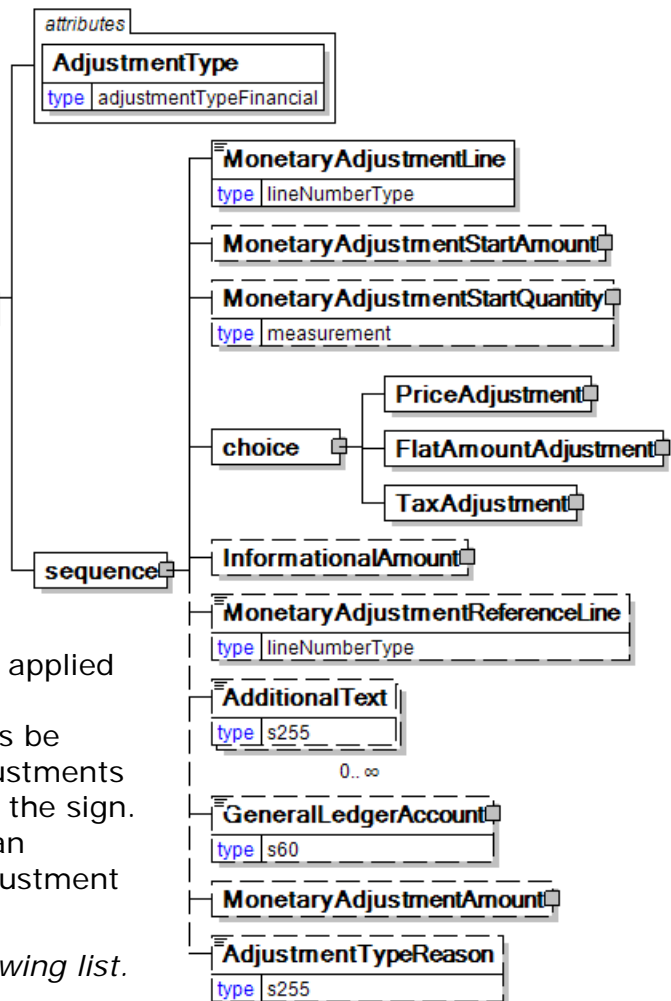 attributes
AdjustmentType
type adjustmentTypeFinancial
MonetaryAdjustmentLine
type lineNumberType
MonetaryAdjustmentStartAmount
MonetaryAdjustmentStartQuantity
type measurement
choice
PriceAdjustment
FlatAmountAdjustment
TaxAdjustment
sequence
InformationalAmount
MonetaryAdjustmentReferenceLine
type lineNumberType
AdditionalText
type s255
0..∞
GeneralLedgerAccount
type s60
MonetaryAdjustmentAmount
AdjustmentTypeReason
type s255
applied
s be
ustments
the sign.
an
justment
wing list.